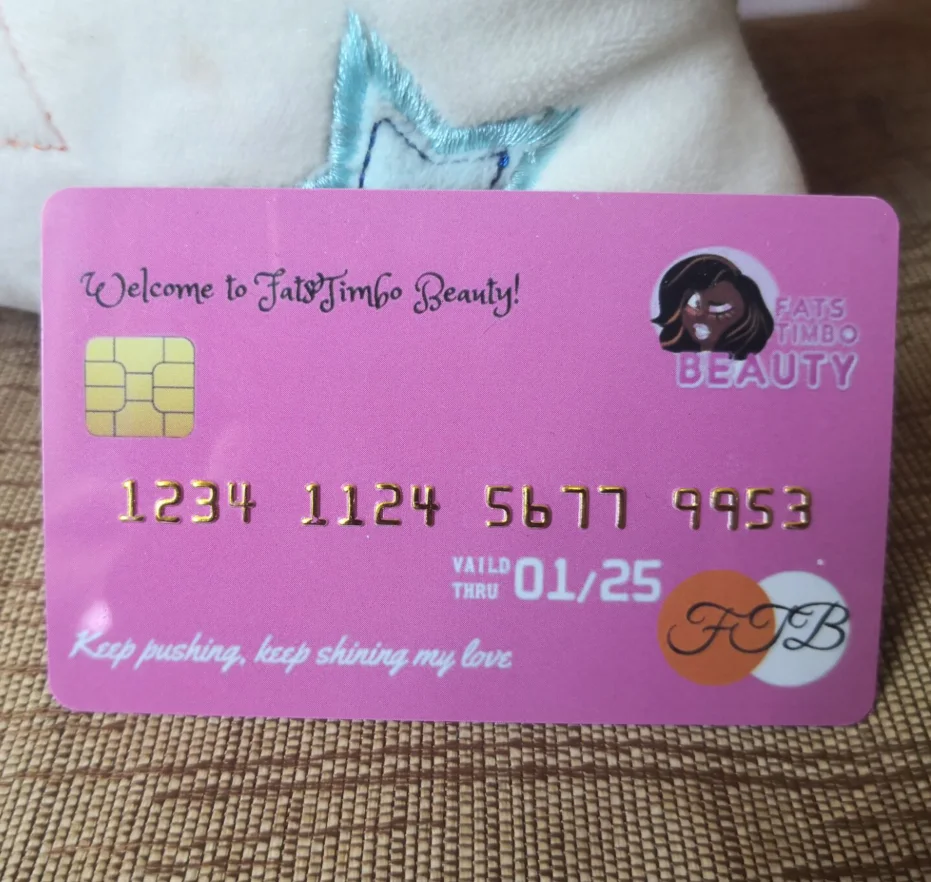 Welcome to FatsTimbo Beauty!
FATS
TIMBO
BEAUTY
1234 1124 5677 9953
VAILD
THRU 01/25
FTB
Keep pushing, keep shining my love